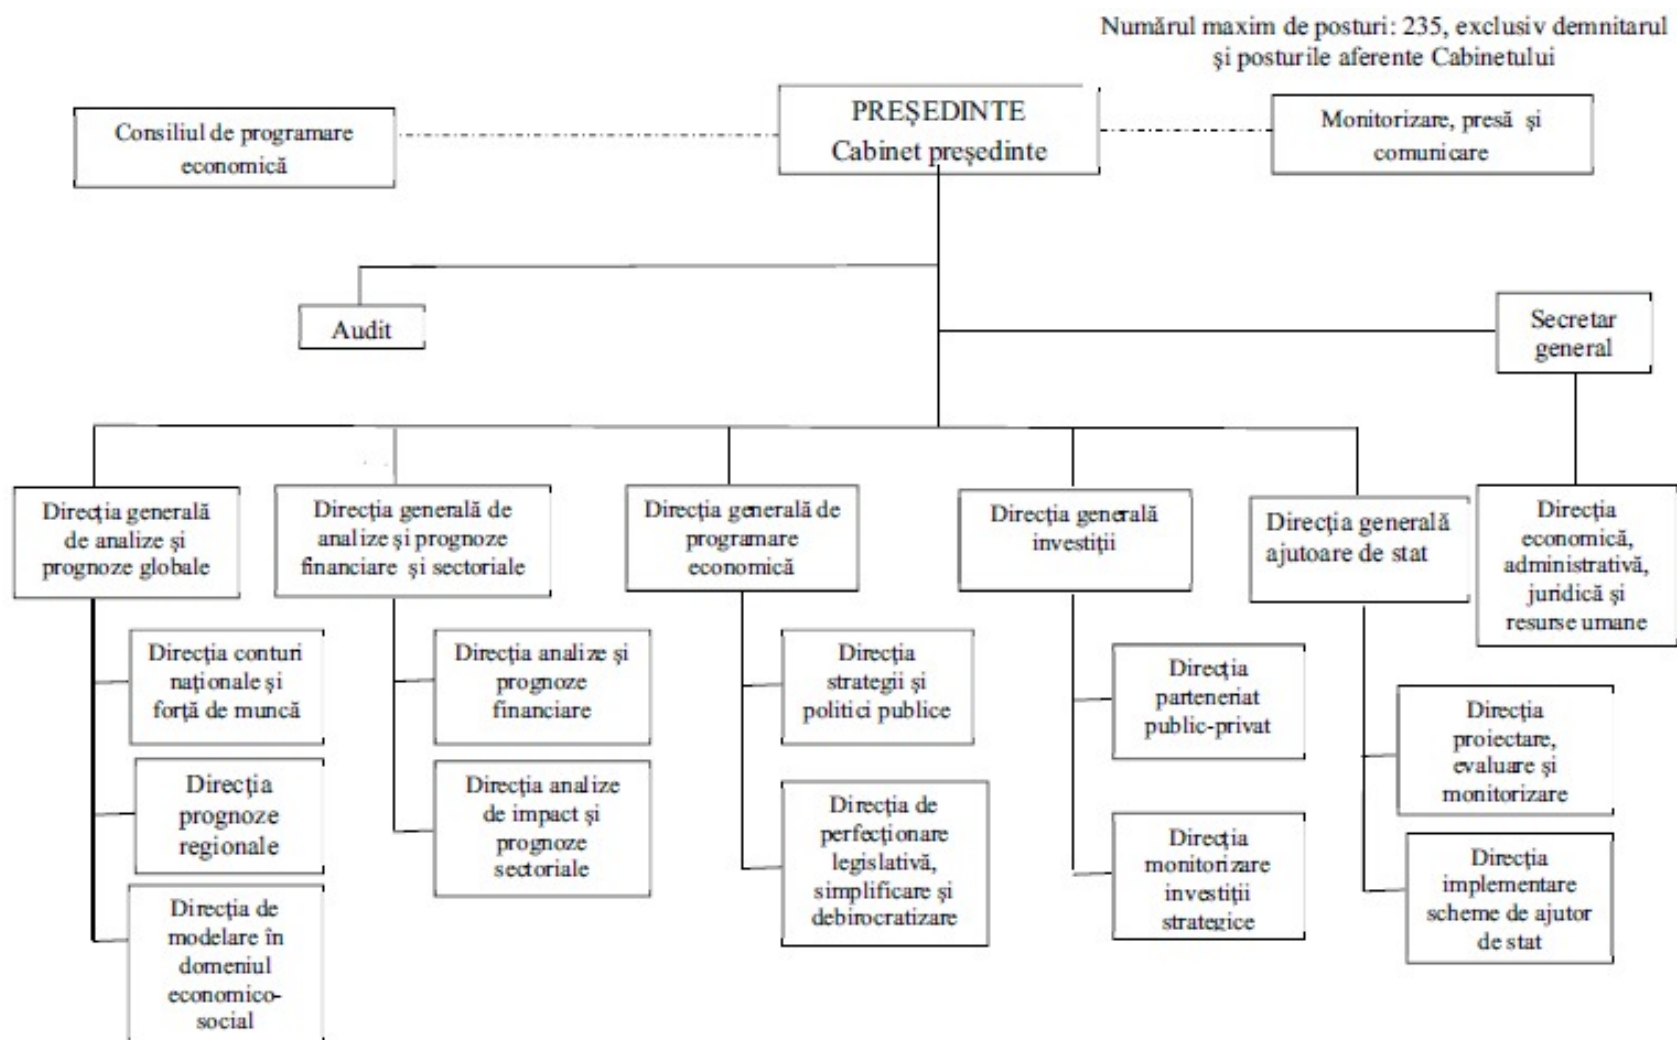 Numărul maxim de posturi: 235, exclusiv demnitarul
şi posturile aferente Cabinetului
Consiliul de programare
economică
PREŞEDINTE
Cabinet preşedinte
Monitorizare, presă şi
comunicare
Audit
Secretar
general
Direcţia generală
de analize şi
prognoze globale
Direcţia generală de
analize şi prognoze
financiare şi sectoriale
Direcţia generală de
programare
economică
Direcţia generală
investiţii
Direcţia generală
ajutoare de stat
Direcţia
economică,
administrativă,
juridică şi
resurse umane
Direcţia conturi
naţionale şi
forţă de muncă
Direcţia
prognoze
regionale
Direcţia de
modelare în
domeniul
economico-
social
Direcţia analize şi
prognoze
financiare
Direcţia analize
de impact şi
prognoze
sectoriale
Direcţia
strategii şi
politici publice
Direcţia de
perfecţionare
legislativă,
simplificare şi
debirocratizare
Direcţia
parteneriat
public-privat
Direcţia
monitorizare
investiţii
strategice
Direcţia
proiectare,
evaluare şi
monitorizare
Direcţia
implementare
scheme de ajutor
de stat